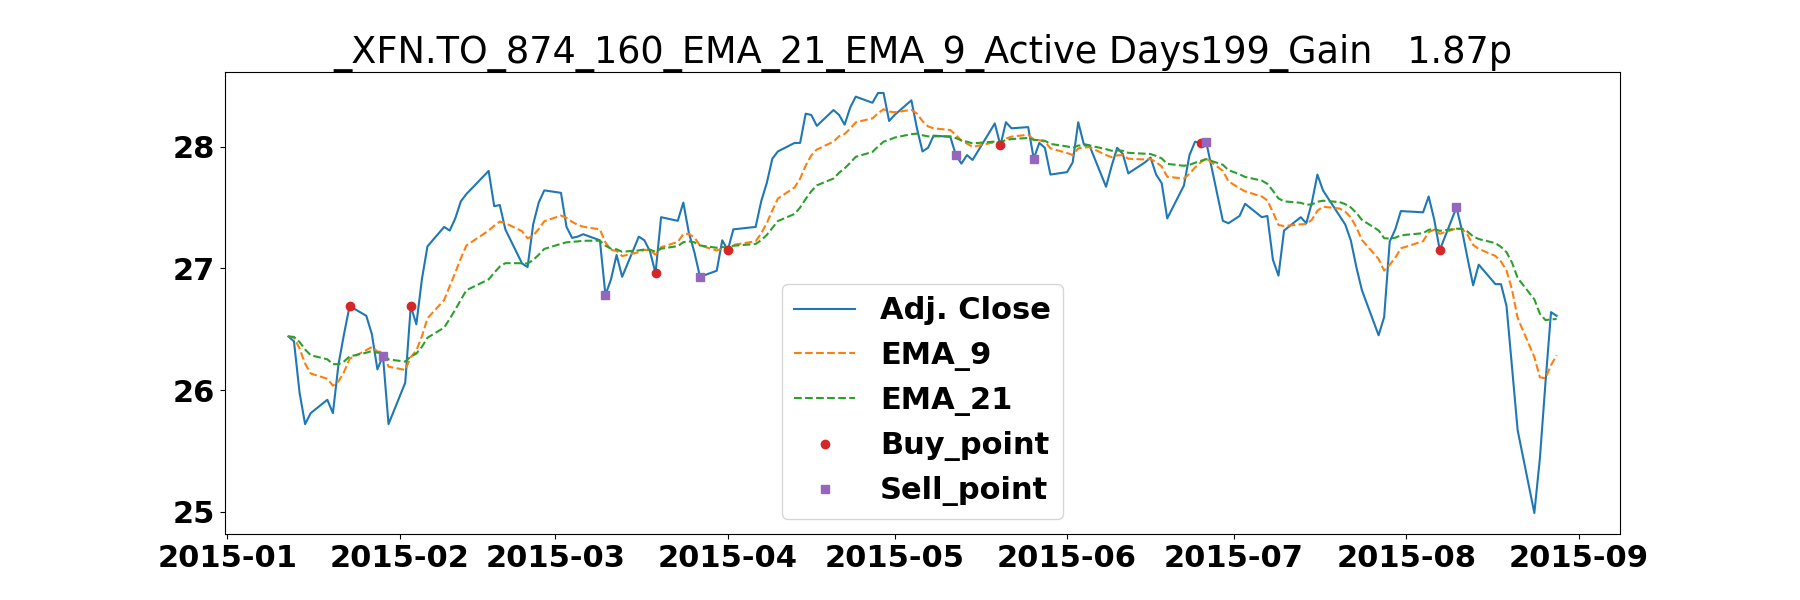 _XFN.TO_874_160_EMA_21_EMA_9_Active Days199_Gain   1.87p
28
27
26
25
Adj. Close
EMA_9
EMA_21
Buy_point
Sell_point
2015-01 2015-02 2015-03 2015-04 2015-05 2015-06 2015-07 2015-08 2015-09